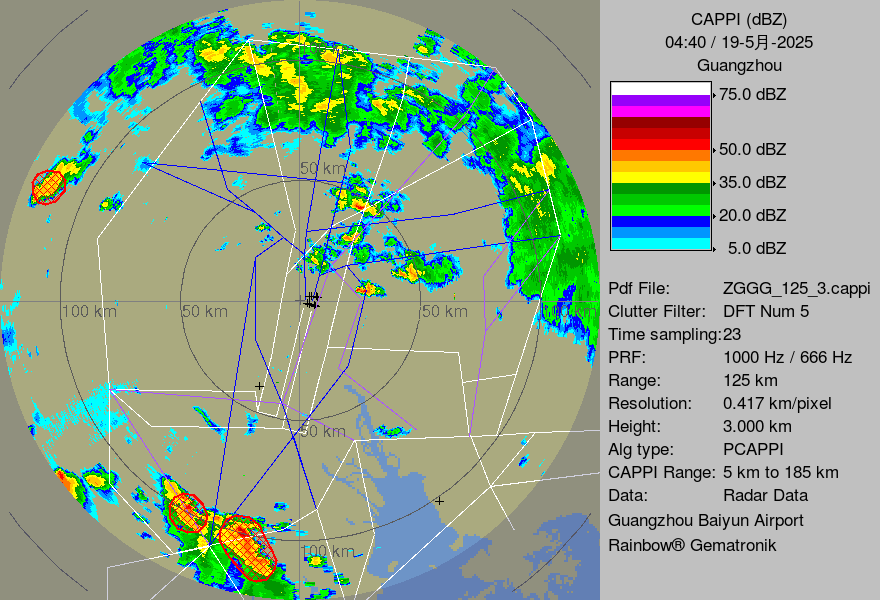 CAPPI (dBZ)
04:40 / 19-5月-2025
Guangzhou
75.0 dBZ
50.0 dBZ
35.0 dBZ
20.0 dBZ
5.0 dBZ
50 km
100 km
50 km
50 km
50 km
100 km
Pdf File: ZGGG_125_3.cappi
Clutter Filter: DFT Num 5
Time sampling:23
PRF: 1000 Hz / 666 Hz
Range: 125 km
Resolution: 0.417 km/pixel
Height: 3.000 km
Alg type: PCAPPI
CAPPI Range: 5 km to 185 km
Data: Radar Data
Guangzhou Baiyun Airport
Rainbow® Gematronik